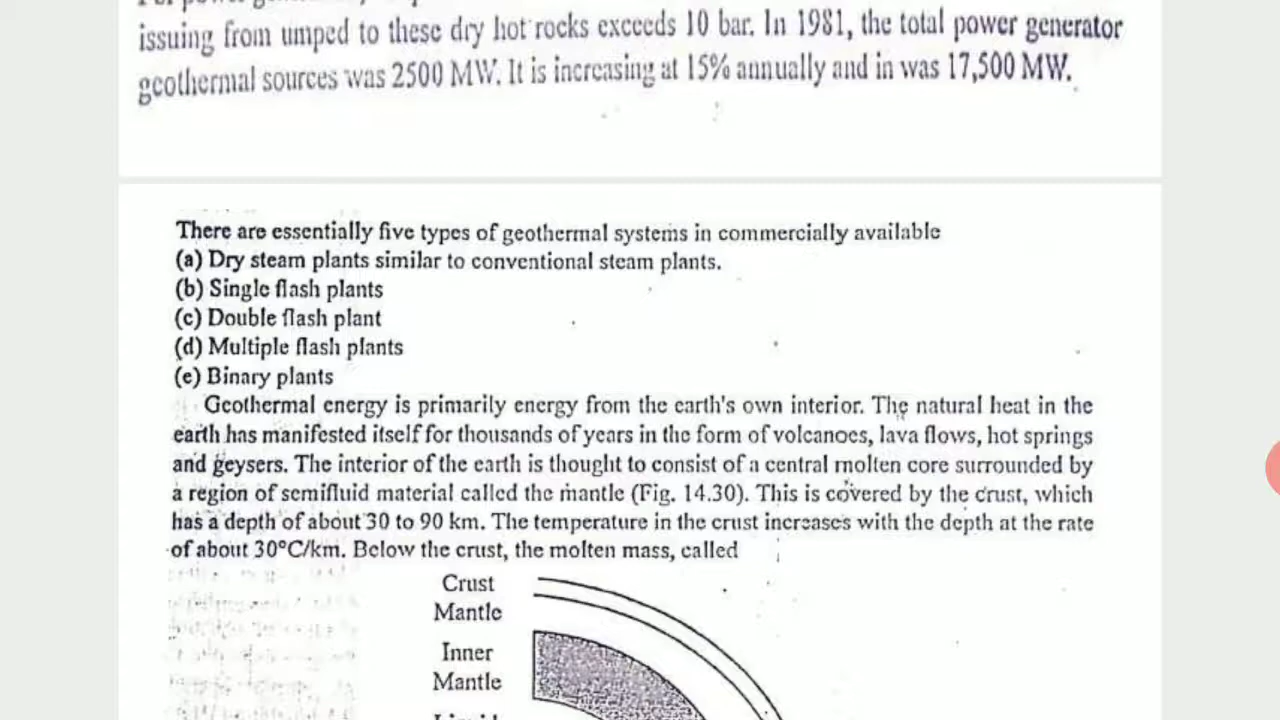 issuing from umped to these dry hot rocks exceeds 10 bar. In 1981, the total power generator
geothermal sources was 2500 MW. It is increasing at 15% annually and in was 17,500 MW.
There are essentially five types of geothermal systems in commercially available
(a) Dry steam plants similar to conventional steam plants.
(b) Single flash plants
(c) Double flash plant
(d) Multiple flash plants
(e) Binary plants
Geothermal energy is primarily energy from the earth's own interior. The natural heat in the
earth has manifested itself for thousands of years in the form of volcanoes, lava flows, hot springs
and geysers. The interior of the earth is thought to consist of a central molten core surrounded by
a region of semifluid material called the mantle (Fig. 14.30). This is covered by the crust, which
has a depth of about 30 to 90 km. The temperature in the crust increases with the depth at the rate
of about 30°C/km. Below the crust, the molten mass, called
Crust
Mantle
Inner
Mantle